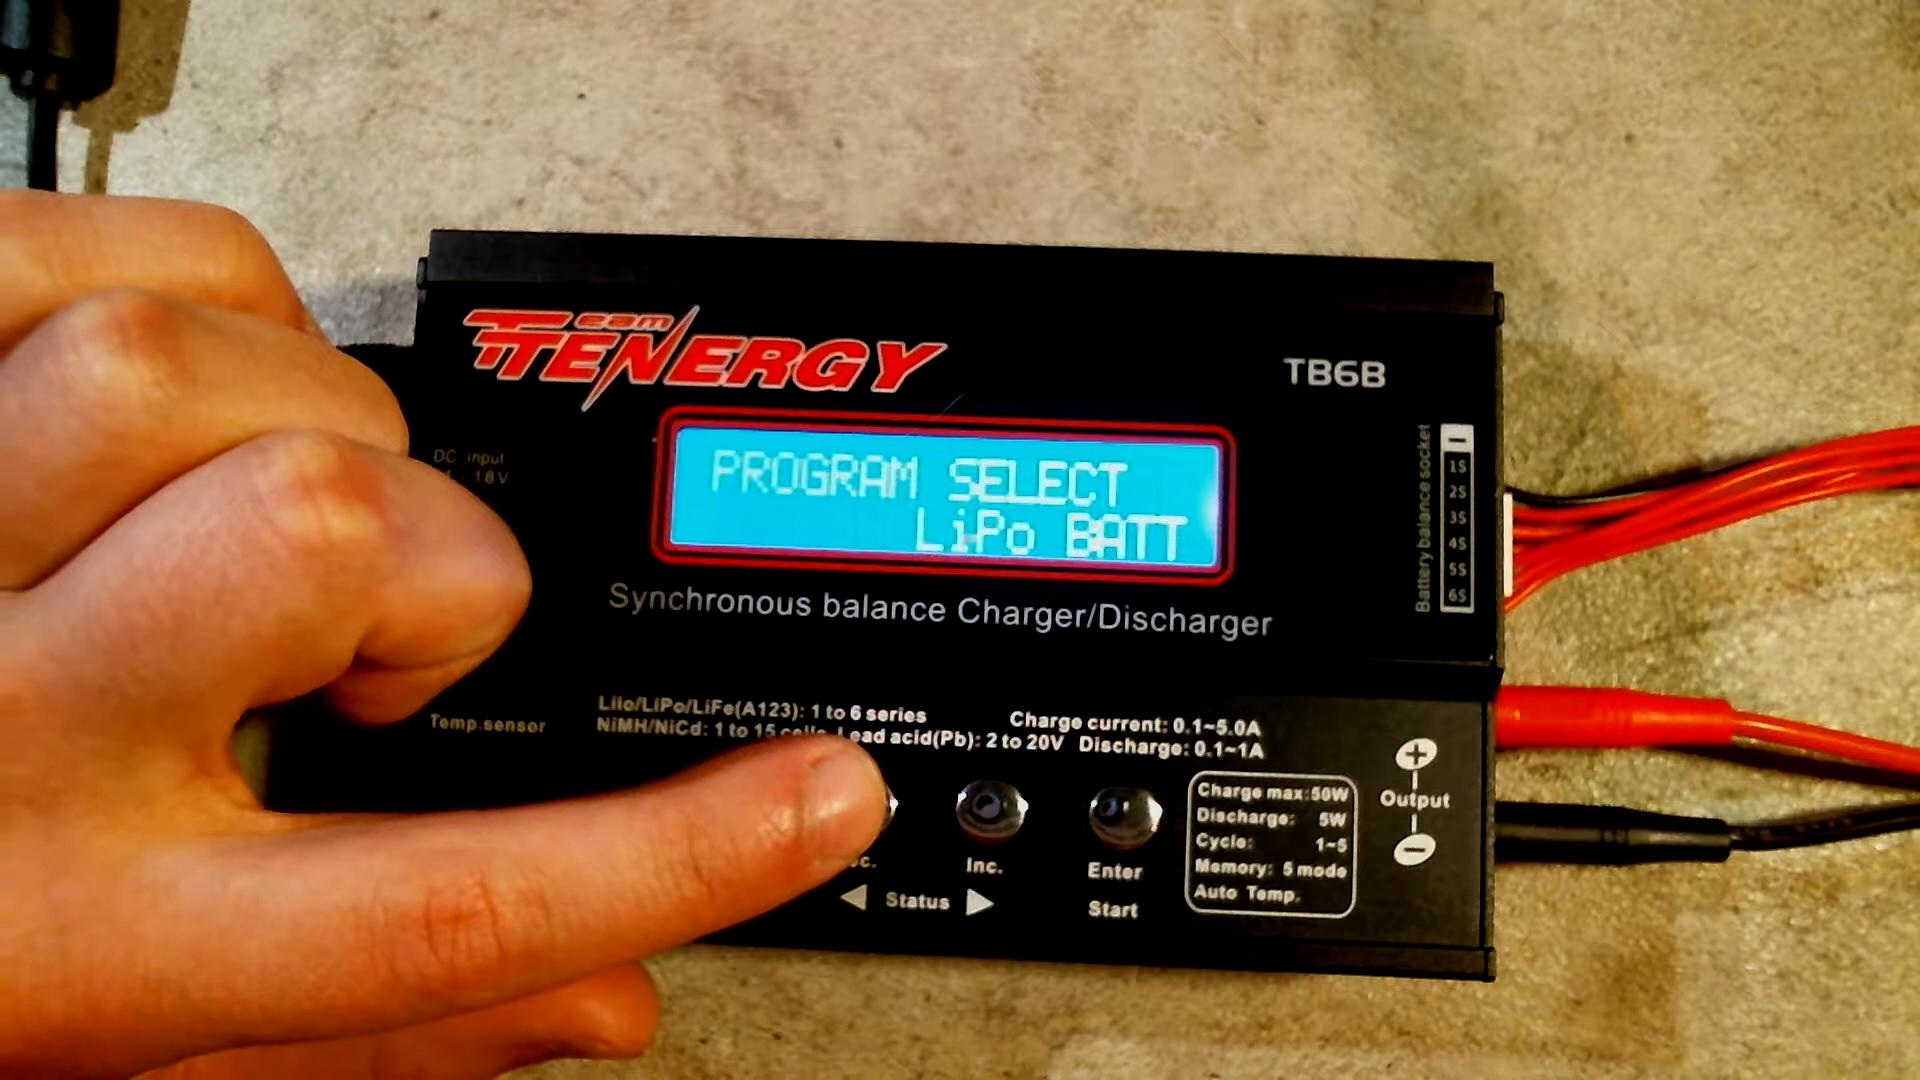 Team
TENERGY
TB6B
DC input
18V
PROGRAM SELECT
LiPo BATT
Synchronous balance Charger/Discharger
Battery balance socket
1S
2S
3S
4S
5S
6S
Temp.sensor
LiIo/LiPo/LiFe(A123): 1 to 6 series
NiMH/NiCd: 1 to 15 cells Lead acid(Pb): 2 to 20V
Charge current: 0.1~5.0A
Discharge: 0.1~1A
Inc.
Enter
Status
Start
Charge max:50W
Discharge: 5W
Cycle: 1~5
Memory: 5 mode
Auto Temp.
+
Output
−